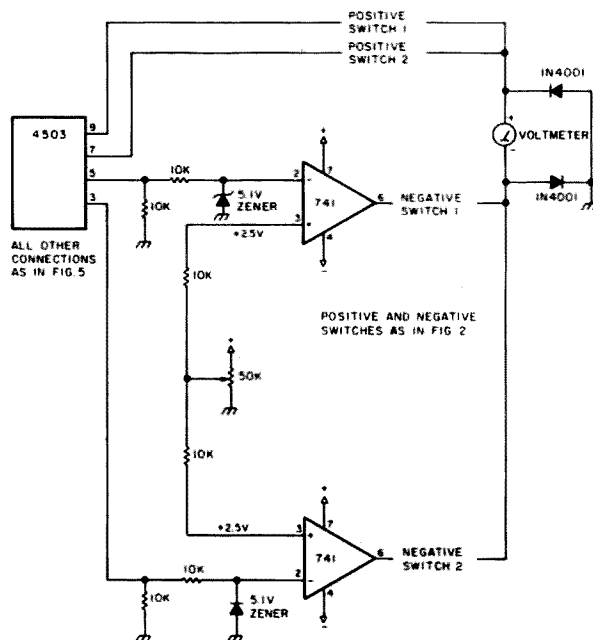 POSITIVE
SWITCH 1
POSITIVE
SWITCH 2
1N4001
4503
9
7
5
3
+
VOLTMETER
-
10K
10K
5.1V
ZENER
2
-
+
7
741
6
3
+
4
-
+2.5V
NEGATIVE
SWITCH 1
1N4001
ALL OTHER
CONNECTIONS
AS IN FIG. 5
10K
POSITIVE AND NEGATIVE
SWITCHES AS IN FIG 2
+
50K
10K
+2.5V
3
+
+
7
741
6
2
-
4
-
NEGATIVE
SWITCH 2
10K
10K
5.1V
ZENER